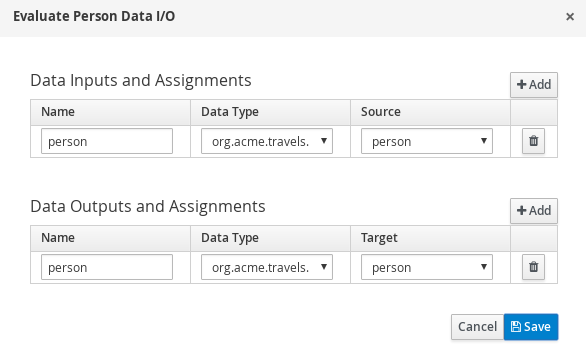 Evaluate Person Data I/O ×
Data Inputs and Assignments
+ Add
Name Data Type Source
person org.acme.travels. person
Data Outputs and Assignments
+ Add
Name Data Type Target
person org.acme.travels. person
Cancel Save